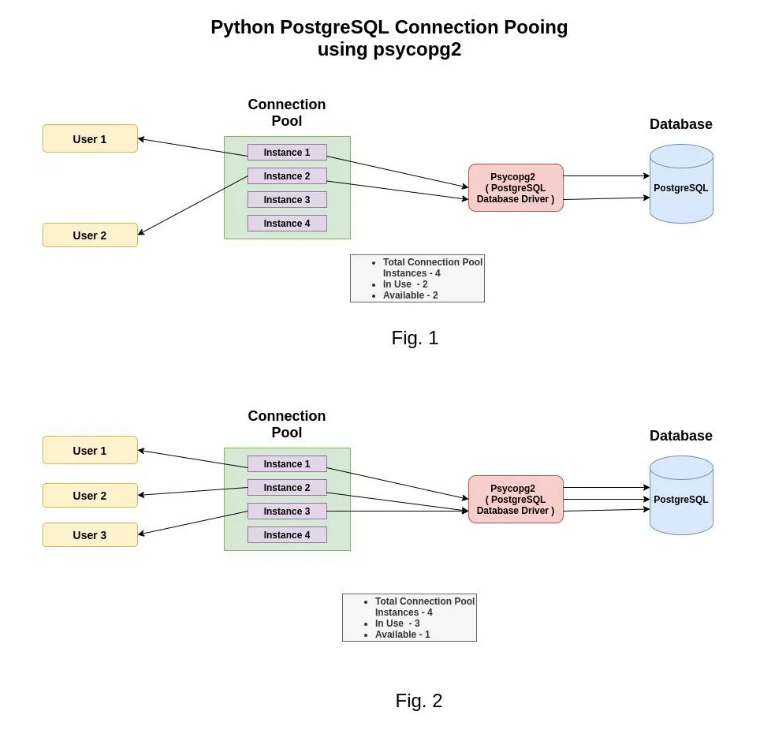 Python PostgreSQL Connection Pooing
using psycopg2
Connection
Pool
Database
User 1
User 2
Instance 1
Instance 2
Instance 3
Instance 4
Psycopg2
( PostgreSQL
Database Driver )
PostgreSQL
• Total Connection Pool
Instances - 4
• In Use - 2
• Available - 2
Fig. 1
Connection
Pool
Database
User 1
User 2
User 3
Instance 1
Instance 2
Instance 3
Instance 4
Psycopg2
( PostgreSQL
Database Driver )
PostgreSQL
• Total Connection Pool
Instances - 4
• In Use - 3
• Available - 1
Fig. 2